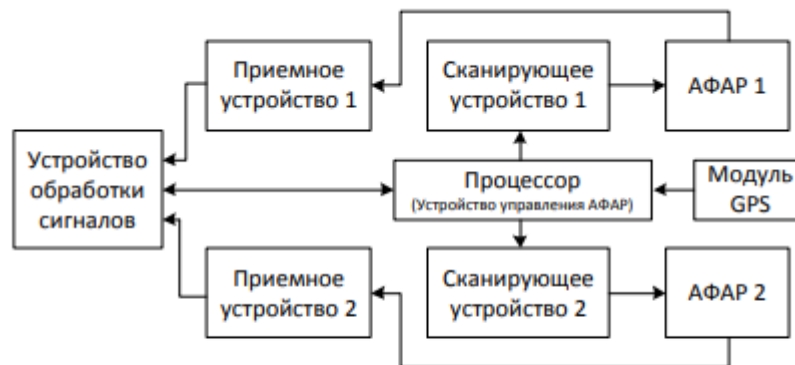 Приемное
устройство 1
Сканирующее
устройство 1
АФАР 1
Устройство
обработки
сигналов
Процессор
(Устройство управления АФАР)
Модуль
GPS
Приемное
устройство 2
Сканирующее
устройство 2
АФАР 2